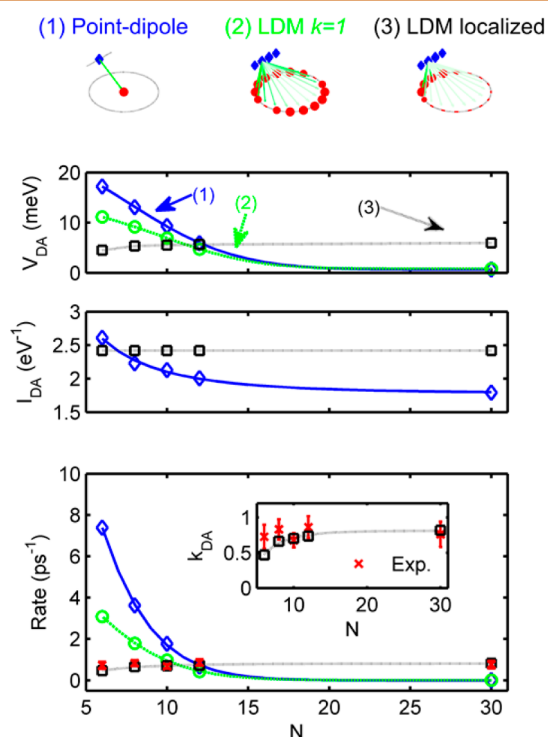 (1) Point-dipole (2) LDM k=1 (3) LDM localized
20
10
0
V_DA (meV)
(1)
(2)
(3)
3
2.5
2
1.5
I_DA (eV⁻¹)
10
8
6
4
2
0
Rate (ps⁻¹)
1
0.5
0
k_DA
Exp.
10 20 30
N
5 10 15 20 25 30
N